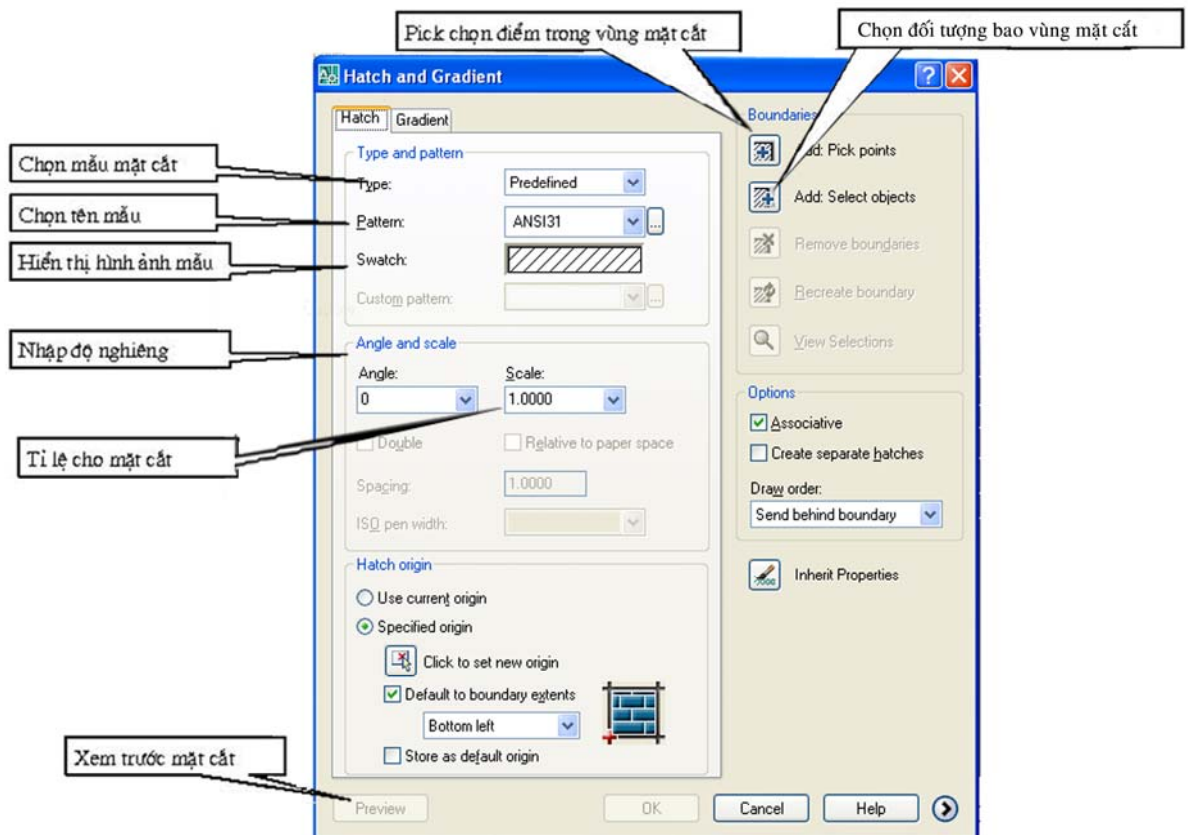 Pick chọn điểm trong vùng mặt cắt
Chọn đối tượng bao vùng mặt cắt
Hatch and Gradient
Hatch
Gradient
Boundaries
Chọn mẫu mặt cắt
Type and pattern
Type:
Predefined
Add: Pick points
Chọn tên mẫu
Pattern:
ANSI31
...
Add: Select objects
Hiển thị hình ảnh mẫu
Swatch:
Remove boundaries
Custom pattern:
...
Recreate boundary
Nhập độ nghiêng
Angle and scale
View Selections
Angle:
Scale:
0
1.0000
Options
Associative
Tỉ lệ cho mặt cắt
Double
Relative to paper space
Create separate hatches
Spacing:
1.0000
Draw order:
Send behind boundary
ISO pen width:
Hatch origin
Inherit Properties
Use current origin
Specified origin
Click to set new origin
Default to boundary extents
Bottom left
Xem trước mặt cắt
Store as default origin
Preview
OK
Cancel
Help